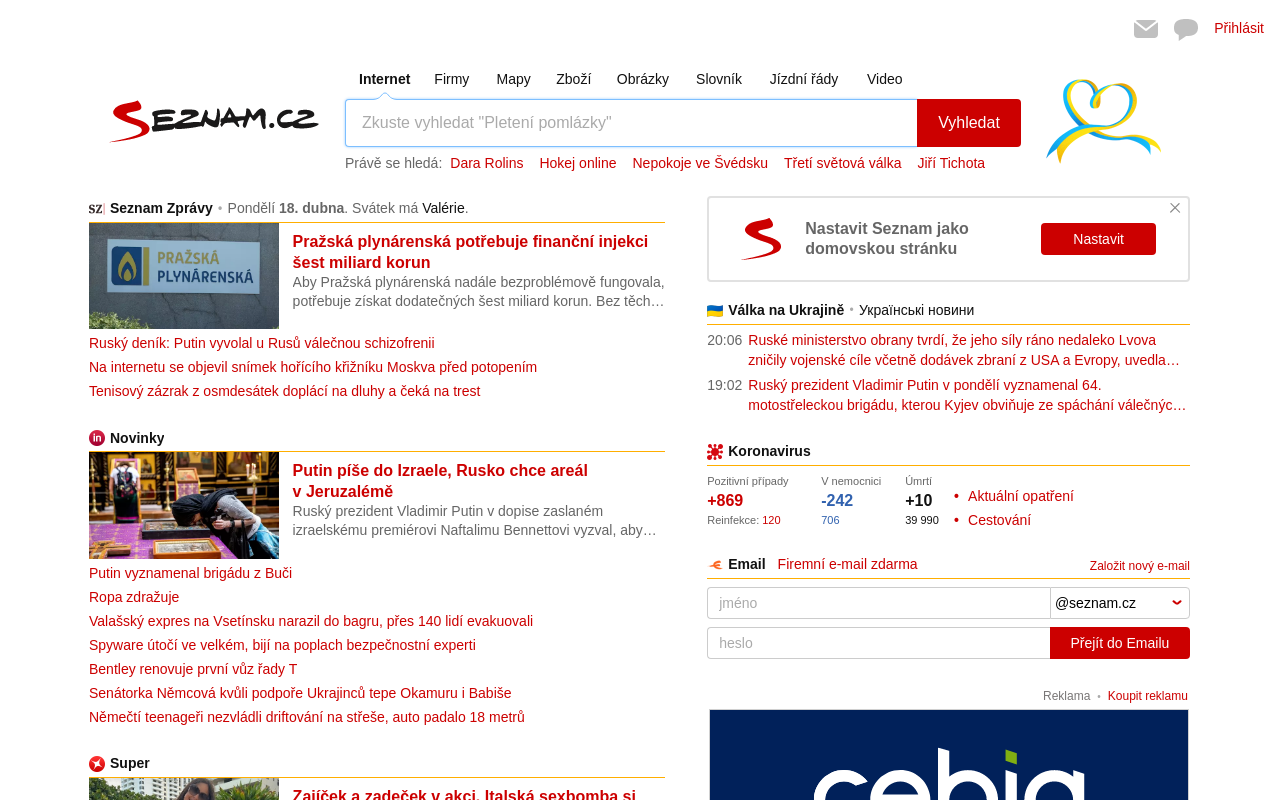 Přihlásit
Internet Firmy Mapy Zboží Obrázky Slovník Jízdní řády Video
SEZNAM.CZ
Zkuste vyhledat "Pletení pomlázky" Vyhledat
Právě se hledá: Dara Rolins Hokej online Nepokoje ve Švédsku Třetí světová válka Jiří Tichota
SZ Seznam Zprávy • Pondělí 18. dubna. Svátek má Valérie.
PRAŽSKÁ
PLYNÁRENSKÁ
Pražská plynárenská potřebuje finanční injekci
šest miliard korun
Aby Pražská plynárenská nadále bezproblémově fungovala,
potřebuje získat dodatečných šest miliard korun. Bez těch…
Ruský deník: Putin vyvolal u Rusů válečnou schizofrenii
Na internetu se objevil snímek hořícího křižníku Moskva před potopením
Tenisový zázrak z osmdesátek doplácí na dluhy a čeká na trest
in Novinky
Putin píše do Izraele, Rusko chce areál
v Jeruzalémě
Ruský prezident Vladimir Putin v dopise zaslaném
izraelskému premiérovi Naftalimu Bennettovi vyzval, aby…
Putin vyznamenal brigádu z Buči
Ropa zdražuje
Valašský expres na Vsetínsku narazil do bagru, přes 140 lidí evakuovali
Spyware útočí ve velkém, bijí na poplach bezpečnostní experti
Bentley renovuje první vůz řady T
Senátorka Němcová kvůli podpoře Ukrajinců tepe Okamuru i Babiše
Němečtí teenageři nezvládli driftování na střeše, auto padalo 18 metrů
Super
Zajíček a zadeček v akci. Italská sexbomba si
Nastavit Seznam jako
domovskou stránku
Nastavit
Válka na Ukrajině • Українські новини
20:06 Ruské ministerstvo obrany tvrdí, že jeho síly ráno nedaleko Lvova
zničily vojenské cíle včetně dodávek zbraní z USA a Evropy, uvedla…
19:02 Ruský prezident Vladimir Putin v pondělí vyznamenal 64.
motostřeleckou brigádu, kterou Kyjev obviňuje ze spáchání válečnýc…
Koronavirus
Pozitivní případy V nemocnici Úmrtí
+869 -242 +10
Reinfekce: 120 706 39 990
• Aktuální opatření
• Cestování
Email Firemní e-mail zdarma Založit nový e-mail
jméno @seznam.cz
heslo Přejít do Emailu
Reklama • Koupit reklamu
cebia